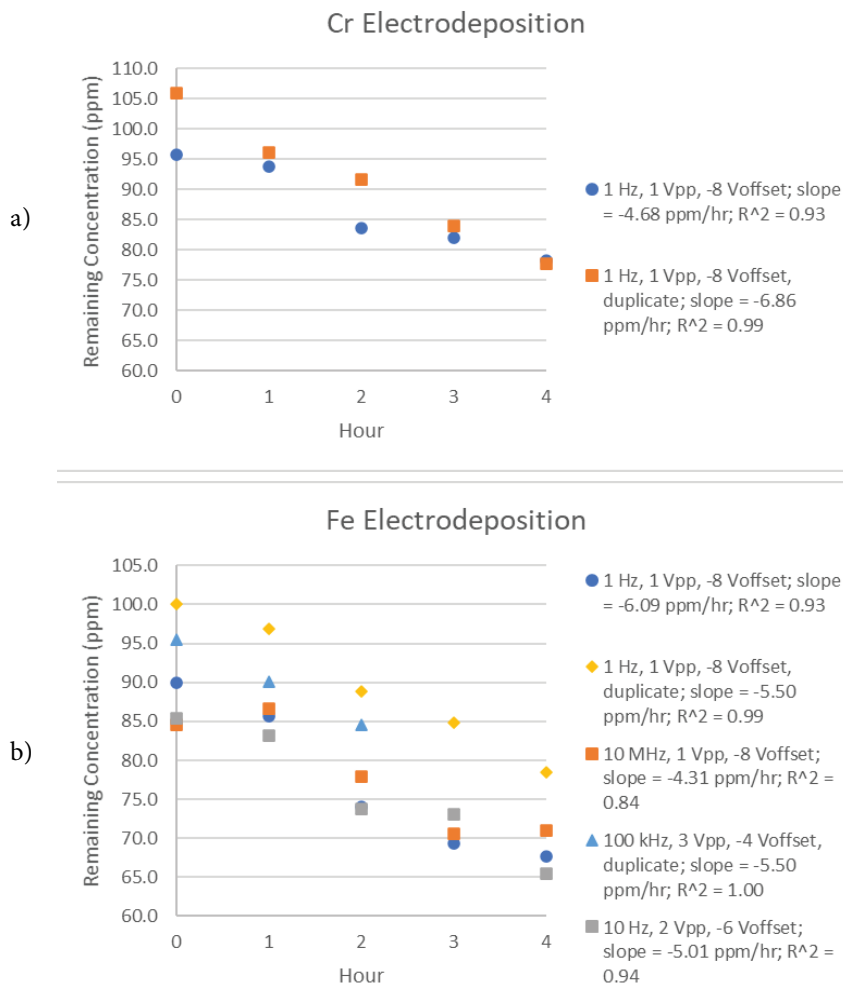 Cr Electrodeposition
110.0
105.0
100.0
95.0
90.0
85.0
80.0
75.0
70.0
65.0
60.0
Remaining Concentration (ppm)
0 1 2 3 4
Hour
a)
1 Hz, 1 Vpp, -8 Voffset; slope
= -4.68 ppm/hr; R^2 = 0.93
1 Hz, 1 Vpp, -8 Voffset,
duplicate; slope = -6.86
ppm/hr; R^2 = 0.99
Fe Electrodeposition
105.0
100.0
95.0
90.0
85.0
80.0
75.0
70.0
65.0
60.0
Remaining Concentration (ppm)
0 1 2 3 4
Hour
b)
1 Hz, 1 Vpp, -8 Voffset; slope
= -6.09 ppm/hr; R^2 = 0.93
1 Hz, 1 Vpp, -8 Voffset,
duplicate; slope = -5.50
ppm/hr; R^2 = 0.99
10 MHz, 1 Vpp, -8 Voffset;
slope = -4.31 ppm/hr; R^2 =
0.84
100 kHz, 3 Vpp, -4 Voffset,
duplicate; slope = -5.50
ppm/hr; R^2 = 1.00
10 Hz, 2 Vpp, -6 Voffset;
slope = -5.01 ppm/hr; R^2 =
0.94